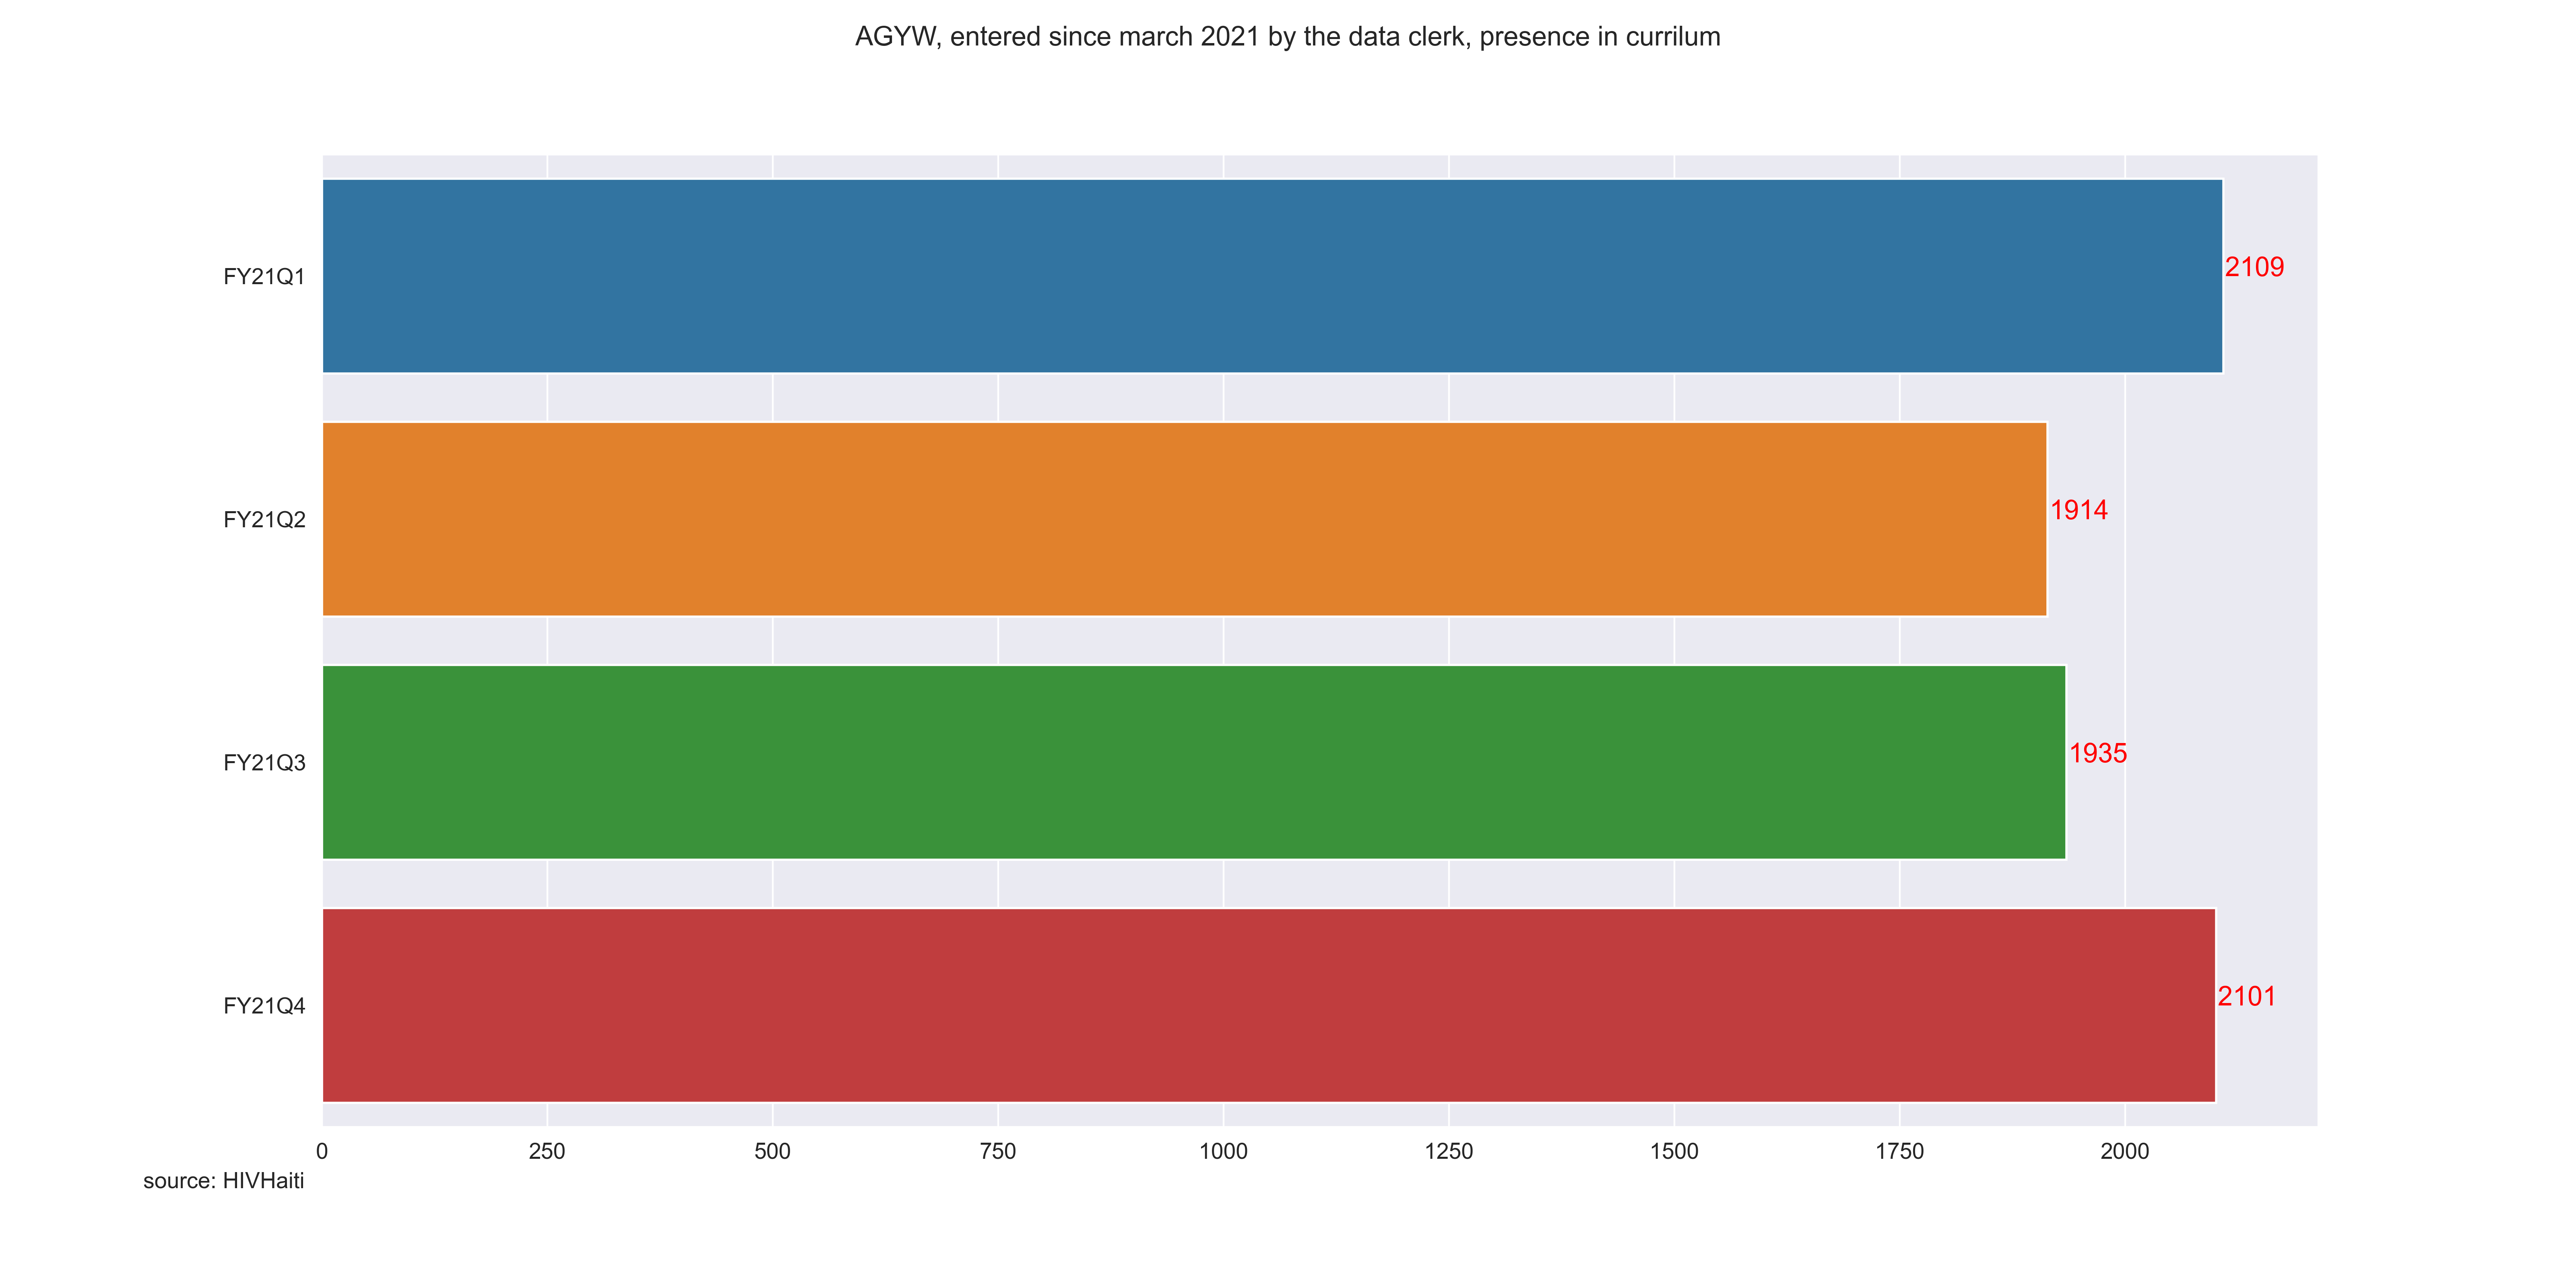 AGYW, entered since march 2021 by the data clerk, presence in currilum
FY21Q1
2109
FY21Q2
1914
FY21Q3
1935
FY21Q4
2101
0 250 500 750 1000 1250 1500 1750 2000
source: HIVHaiti